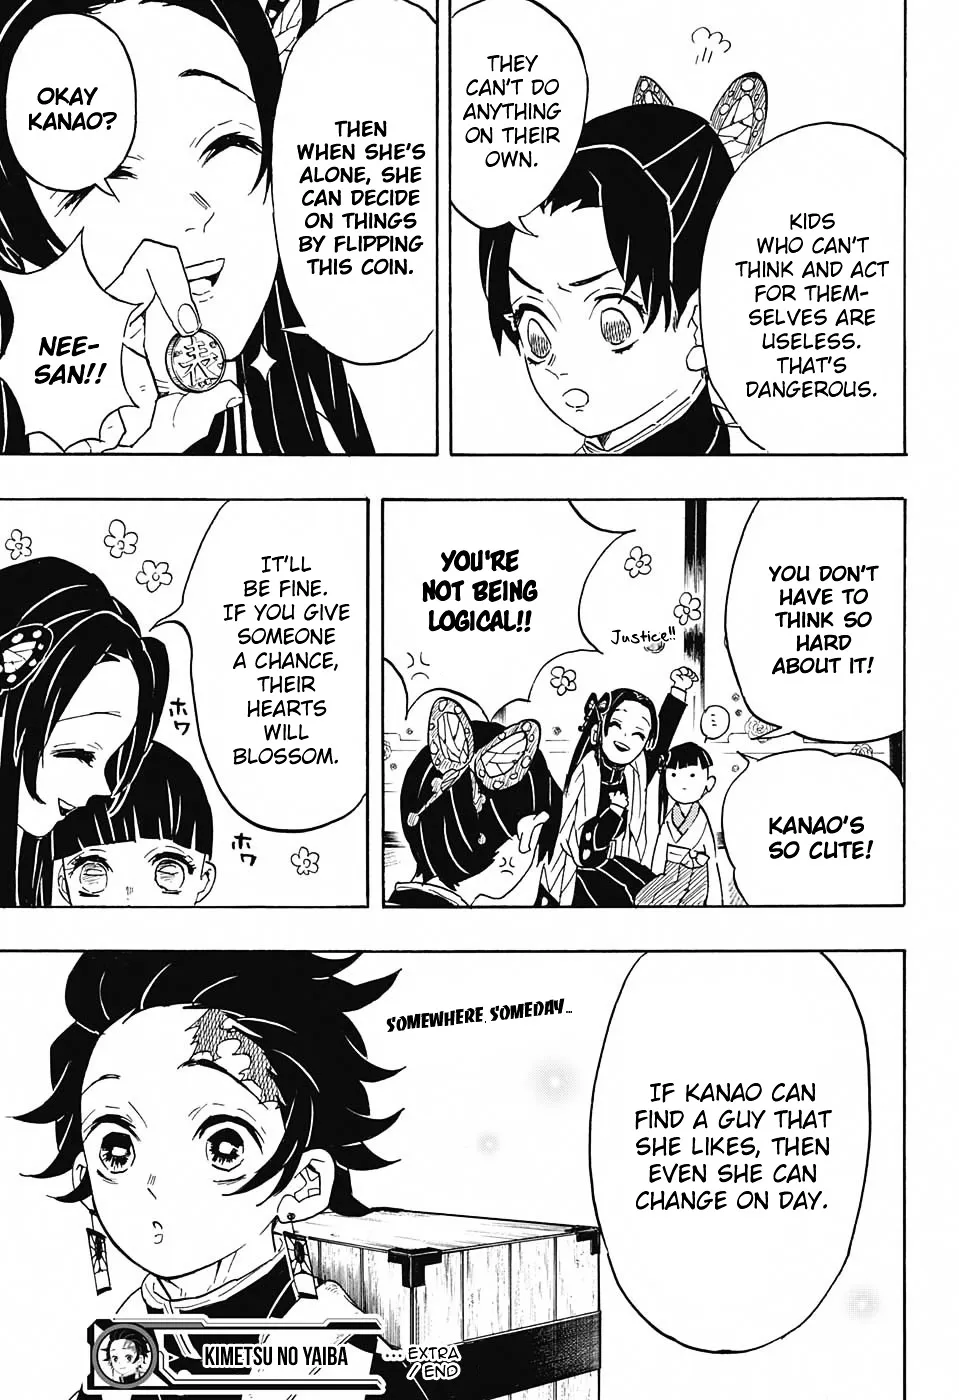 KIDS
WHO CAN'T
THINK AND ACT
FOR THEM-
SELVES ARE
USELESS.
THAT'S
DANGEROUS.
THEY
CAN'T DO
ANYTHING
ON THEIR
OWN.
THEN
WHEN SHE'S
ALONE, SHE
CAN DECIDE
ON THINGS
BY FLIPPING
THIS COIN.
OKAY
KANAO?
NEE-
SAN!!
表
YOU DON'T
HAVE TO
THINK SO
HARD
ABOUT IT!
KANAO'S
SO CUTE!
...
Justice!!
YOU'RE
NOT BEING
LOGICAL!!
IT'LL
BE FINE.
IF YOU GIVE
SOMEONE
A CHANCE,
THEIR
HEARTS
WILL
BLOSSOM.
ホワ
ホワ
IF KANAO CAN
FIND A GUY THAT
SHE LIKES, THEN
EVEN SHE CAN
CHANGE ON DAY.
SOMEWHERE, SOMEDAY...
KIMETSU NO YAIBA
.... EXTRA
/ END